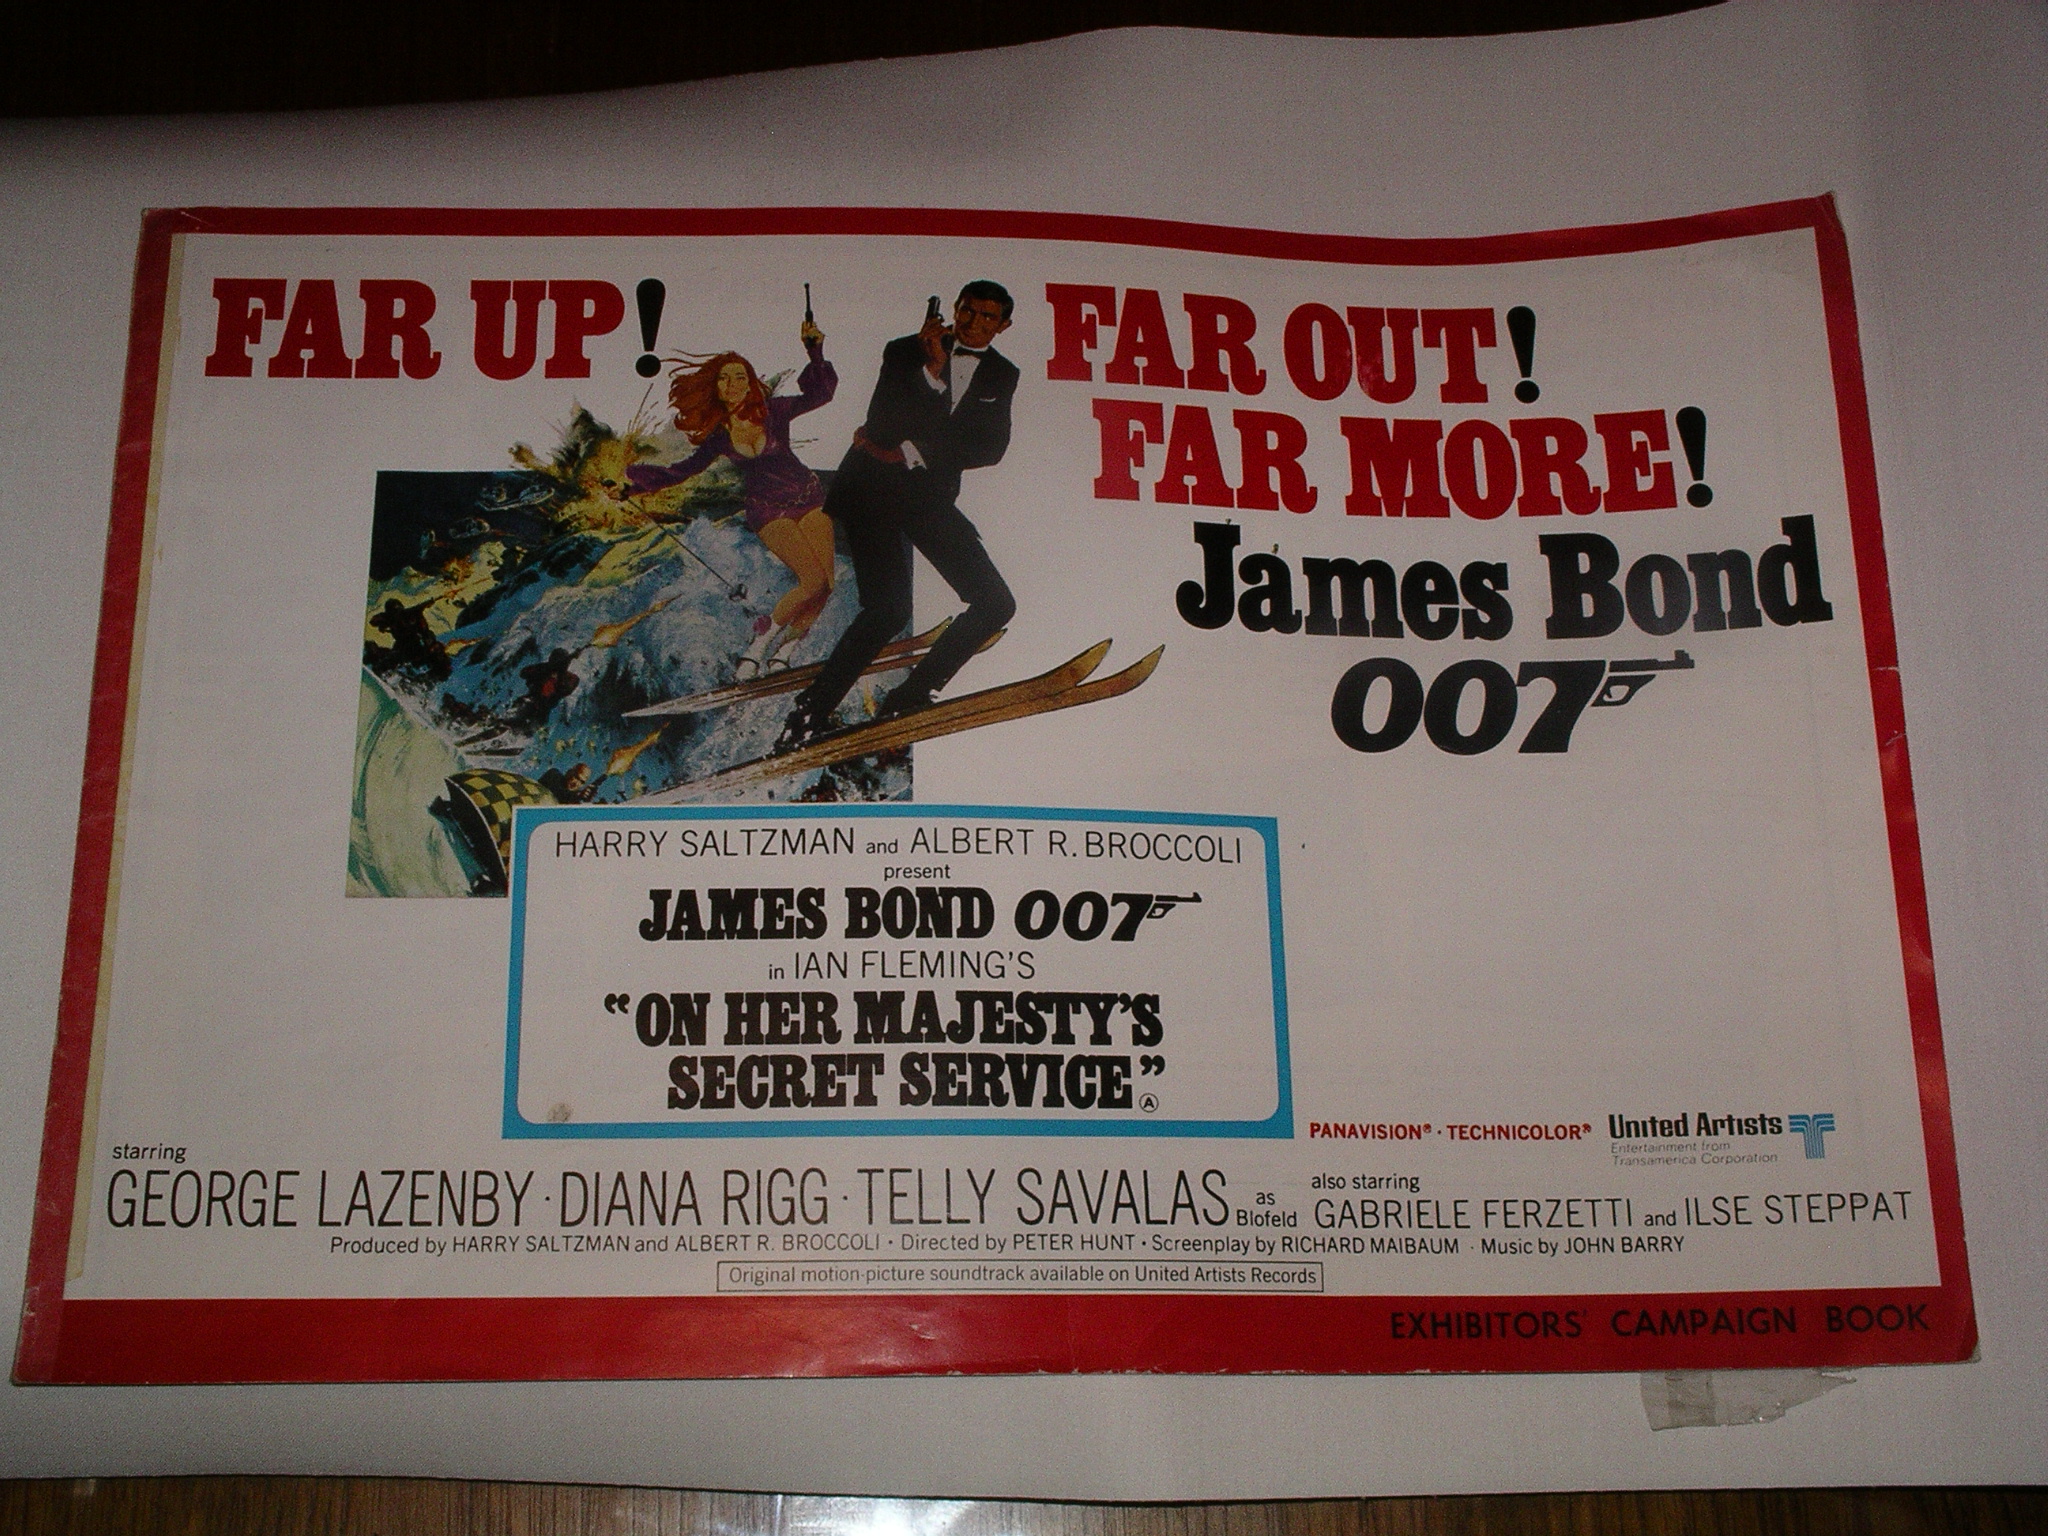 FAR UP! FAR OUT!
FAR MORE!
James Bond
007
HARRY SALTZMAN and ALBERT R. BROCCOLI
present
JAMES BOND 007
in IAN FLEMING'S
“ON HER MAJESTY'S
SECRET SERVICE” Ⓐ
PANAVISION® · TECHNICOLOR® United Artists
Entertainment from
Transamerica Corporation
starring
GEORGE LAZENBY · DIANA RIGG · TELLY SAVALAS as Blofeld
also starring
GABRIELE FERZETTI and ILSE STEPPAT
Produced by HARRY SALTZMAN and ALBERT R. BROCCOLI · Directed by PETER HUNT · Screenplay by RICHARD MAIBAUM · Music by JOHN BARRY
Original motion-picture soundtrack available on United Artists Records
EXHIBITORS' CAMPAIGN BOOK